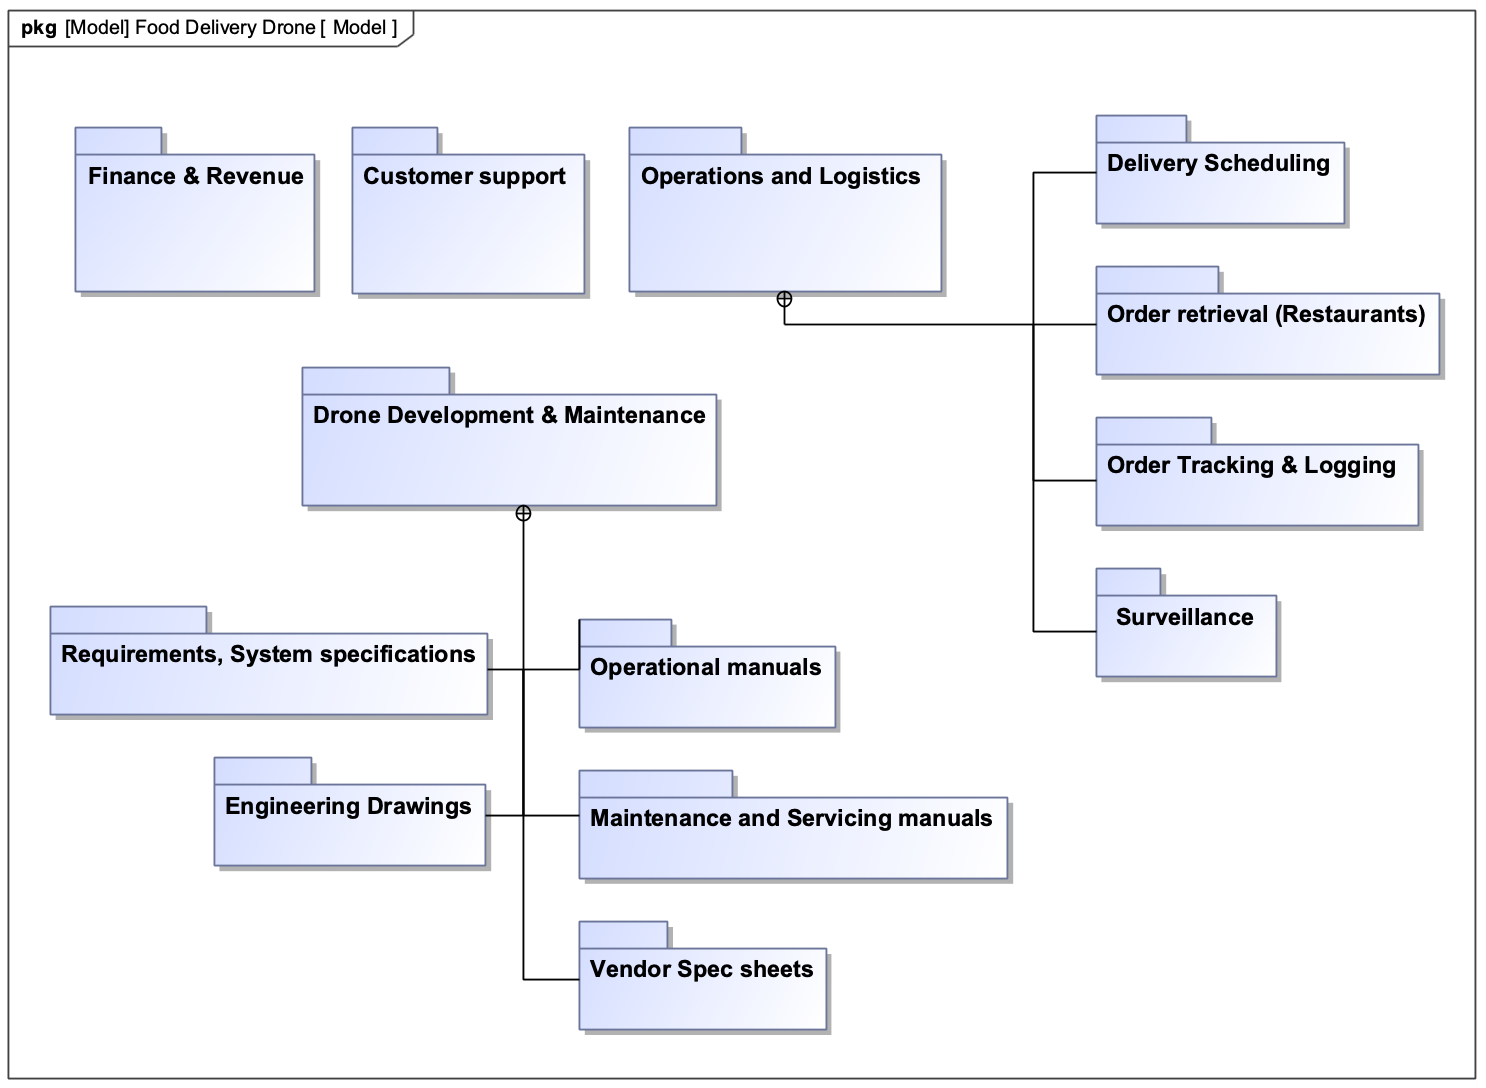 pkg [Model] Food Delivery Drone [ Model ]
Finance & Revenue
Customer support
Operations and Logistics
Delivery Scheduling
Order retrieval (Restaurants)
Order Tracking & Logging
Surveillance
Drone Development & Maintenance
Requirements, System specifications
Operational manuals
Engineering Drawings
Maintenance and Servicing manuals
Vendor Spec sheets